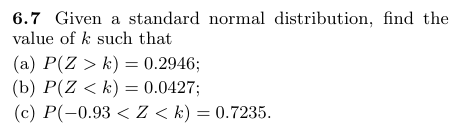 6.7 Given a standard normal distribution, find the
value of k such that
(a) P(Z > k) = 0.2946;
(b) P(Z < k) = 0.0427;
(c) P(−0.93 < Z < k) = 0.7235.